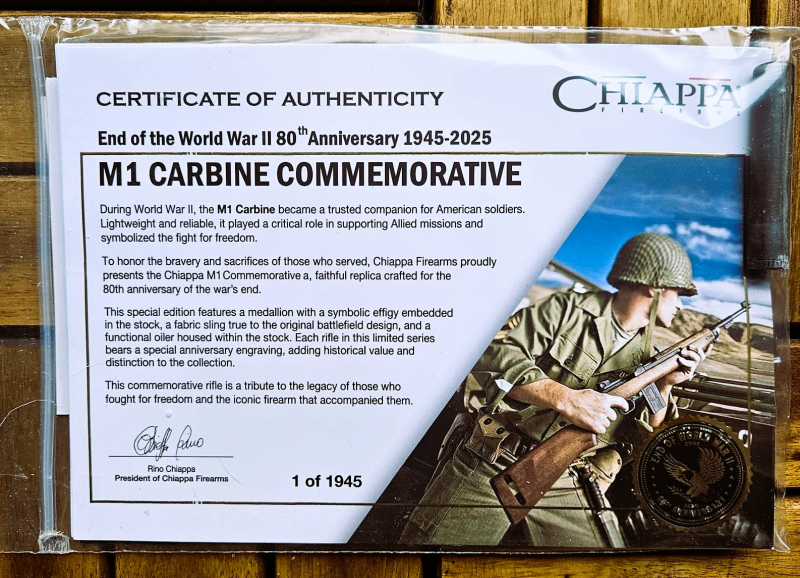 CERTIFICATE OF AUTHENTICITY
CHIAPPA
FIREARMS
End of the World War II 80th Anniversary 1945-2025
M1 CARBINE COMMEMORATIVE
During World War II, the M1 Carbine became a trusted companion for American soldiers.
Lightweight and reliable, it played a critical role in supporting Allied missions and
symbolized the fight for freedom.
To honor the bravery and sacrifices of those who served, Chiappa Firearms proudly
presents the Chiappa M1 Commemorative a, faithful replica crafted for the
80th anniversary of the war's end.
This special edition features a medallion with a symbolic effigy embedded
in the stock, a fabric sling true to the original battlefield design, and a
functional oiler housed within the stock. Each rifle in this limited series
bears a special anniversary engraving, adding historical value and
distinction to the collection.
This commemorative rifle is a tribute to the legacy of those who
fought for freedom and the iconic firearm that accompanied them.
Rino Chiappa
President of Chiappa Firearms
1 of 1945
END OF WORLD WAR II